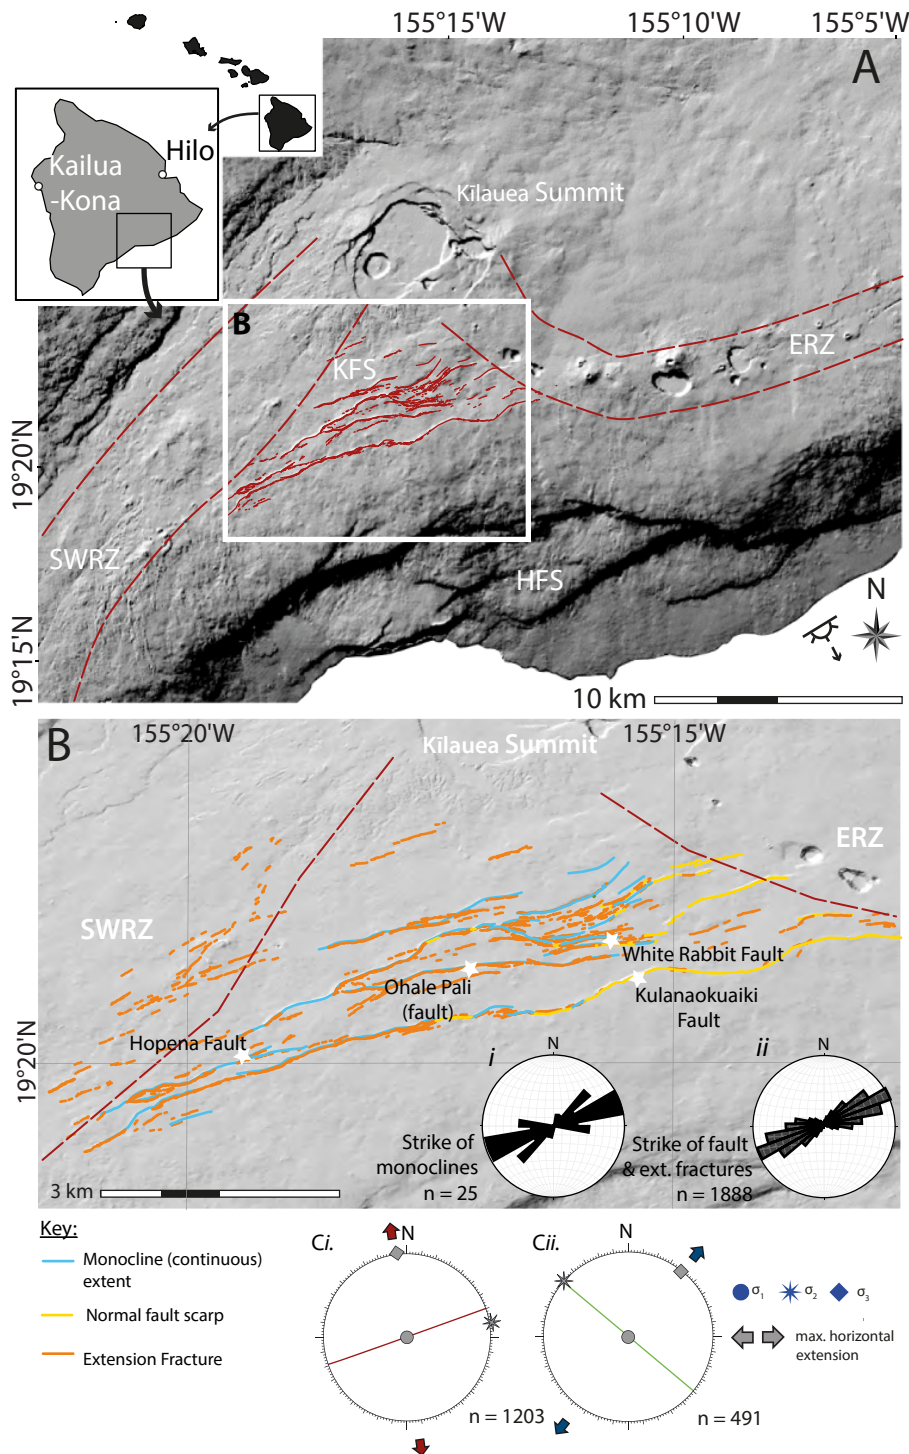 155°15'W
155°10'W
155°5'W
A
Hilo
Kailua
-Kona
Kīlauea Summit
B
KFS
ERZ
19°20'N
SWRZ
HFS
N
19°15'N
10 km
B
155°20'W
Kīlauea Summit
155°15'W
ERZ
SWRZ
White Rabbit Fault
Ohale Pali
(fault)
Kulanaokuaiki
Fault
Hopena Fault
19°20'N
i
N
ii
N
Strike of
monoclines
n = 25
Strike of fault
& ext. fractures
n = 1888
3 km
Key:
Monocline (continuous)
extent
Normal fault scarp
Extension Fracture
Ci.
N
n = 1203
Cii.
N
n = 491
σ1
σ2
σ3
max. horizontal
extension